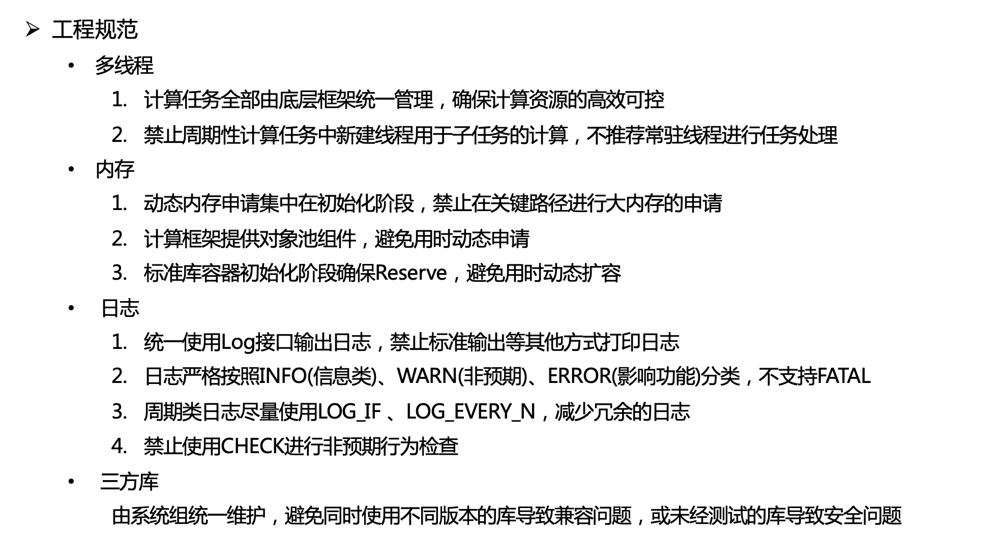 ➢ 工程规范
• 多线程
1. 计算任务全部由底层框架统一管理，确保计算资源的高效可控
2. 禁止周期性计算任务中新建线程用于子任务的计算，不推荐常驻线程进行任务处理
• 内存
1. 动态内存申请集中在初始化阶段，禁止在关键路径进行大内存的申请
2. 计算框架提供对象池组件，避免用时动态申请
3. 标准库容器初始化阶段确保Reserve，避免用时动态扩容
• 日志
1. 统一使用Log接口输出日志，禁止标准输出等其他方式打印日志
2. 日志严格按照INFO(信息类)、WARN(非预期)、ERROR(影响功能)分类，不支持FATAL
3. 周期类日志尽量使用LOG_IF 、LOG_EVERY_N，减少冗余的日志
4. 禁止使用CHECK进行非预期行为检查
• 三方库
由系统组统一维护，避免同时使用不同版本的库导致兼容问题，或未经测试的库导致安全问题